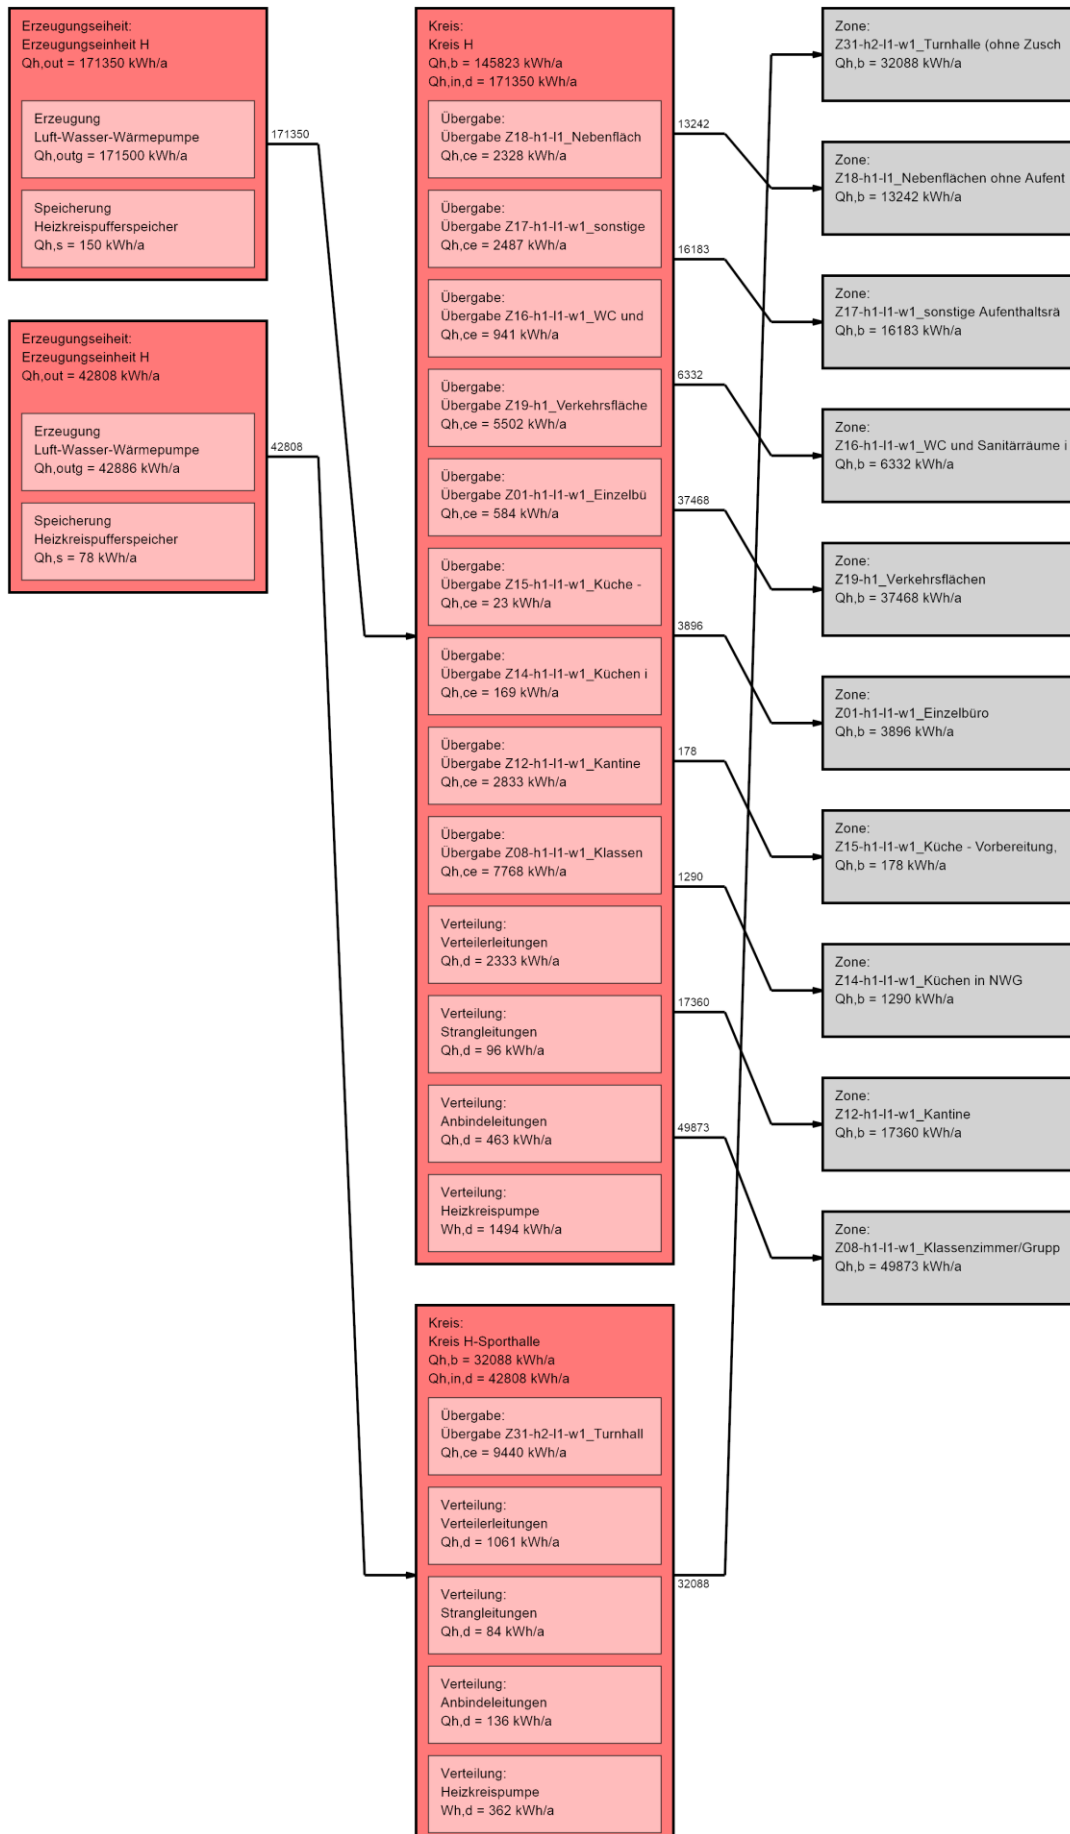 Erzeugungseiheit:
Erzeugungseinheit H
Qh,out = 171350 kWh/a
Erzeugung
Luft-Wasser-Wärmepumpe
Qh,outg = 171500 kWh/a
Speicherung
Heizkreispufferspeicher
Qh,s = 150 kWh/a
171350
Erzeugungseiheit:
Erzeugungseinheit H
Qh,out = 42808 kWh/a
Erzeugung
Luft-Wasser-Wärmepumpe
Qh,outg = 42886 kWh/a
Speicherung
Heizkreispufferspeicher
Qh,s = 78 kWh/a
42808
Kreis:
Kreis H
Qh,b = 145823 kWh/a
Qh,in,d = 171350 kWh/a
Übergabe:
Übergabe Z18-h1-l1_Nebenfläch
Qh,ce = 2328 kWh/a
Übergabe:
Übergabe Z17-h1-l1-w1_sonstige
Qh,ce = 2487 kWh/a
Übergabe:
Übergabe Z16-h1-l1-w1_WC und
Qh,ce = 941 kWh/a
Übergabe:
Übergabe Z19-h1_Verkehrsfläche
Qh,ce = 5502 kWh/a
Übergabe:
Übergabe Z01-h1-l1-w1_Einzelbü
Qh,ce = 584 kWh/a
Übergabe:
Übergabe Z15-h1-l1-w1_Küche -
Qh,ce = 23 kWh/a
Übergabe:
Übergabe Z14-h1-l1-w1_Küchen i
Qh,ce = 169 kWh/a
Übergabe:
Übergabe Z12-h1-l1-w1_Kantine
Qh,ce = 2833 kWh/a
Übergabe:
Übergabe Z08-h1-l1-w1_Klassen
Qh,ce = 7768 kWh/a
Verteilung:
Verteilerleitungen
Qh,d = 2333 kWh/a
Verteilung:
Strangleitungen
Qh,d = 96 kWh/a
Verteilung:
Anbindeleitungen
Qh,d = 463 kWh/a
Verteilung:
Heizkreispumpe
Wh,d = 1494 kWh/a
13242
16183
6332
37468
3896
178
1290
17360
49873
Kreis:
Kreis H-Sporthalle
Qh,b = 32088 kWh/a
Qh,in,d = 42808 kWh/a
Übergabe:
Übergabe Z31-h2-l1-w1_Turnhall
Qh,ce = 9440 kWh/a
Verteilung:
Verteilerleitungen
Qh,d = 1061 kWh/a
Verteilung:
Strangleitungen
Qh,d = 84 kWh/a
Verteilung:
Anbindeleitungen
Qh,d = 136 kWh/a
Verteilung:
Heizkreispumpe
Wh,d = 362 kWh/a
32088
Zone:
Z31-h2-l1-w1_Turnhalle (ohne Zusch
Qh,b = 32088 kWh/a
Zone:
Z18-h1-l1_Nebenflächen ohne Aufent
Qh,b = 13242 kWh/a
Zone:
Z17-h1-l1-w1_sonstige Aufenthaltsrä
Qh,b = 16183 kWh/a
Zone:
Z16-h1-l1-w1_WC und Sanitärräume i
Qh,b = 6332 kWh/a
Zone:
Z19-h1_Verkehrsflächen
Qh,b = 37468 kWh/a
Zone:
Z01-h1-l1-w1_Einzelbüro
Qh,b = 3896 kWh/a
Zone:
Z15-h1-l1-w1_Küche - Vorbereitung,
Qh,b = 178 kWh/a
Zone:
Z14-h1-l1-w1_Küchen in NWG
Qh,b = 1290 kWh/a
Zone:
Z12-h1-l1-w1_Kantine
Qh,b = 17360 kWh/a
Zone:
Z08-h1-l1-w1_Klassenzimmer/Grupp
Qh,b = 49873 kWh/a